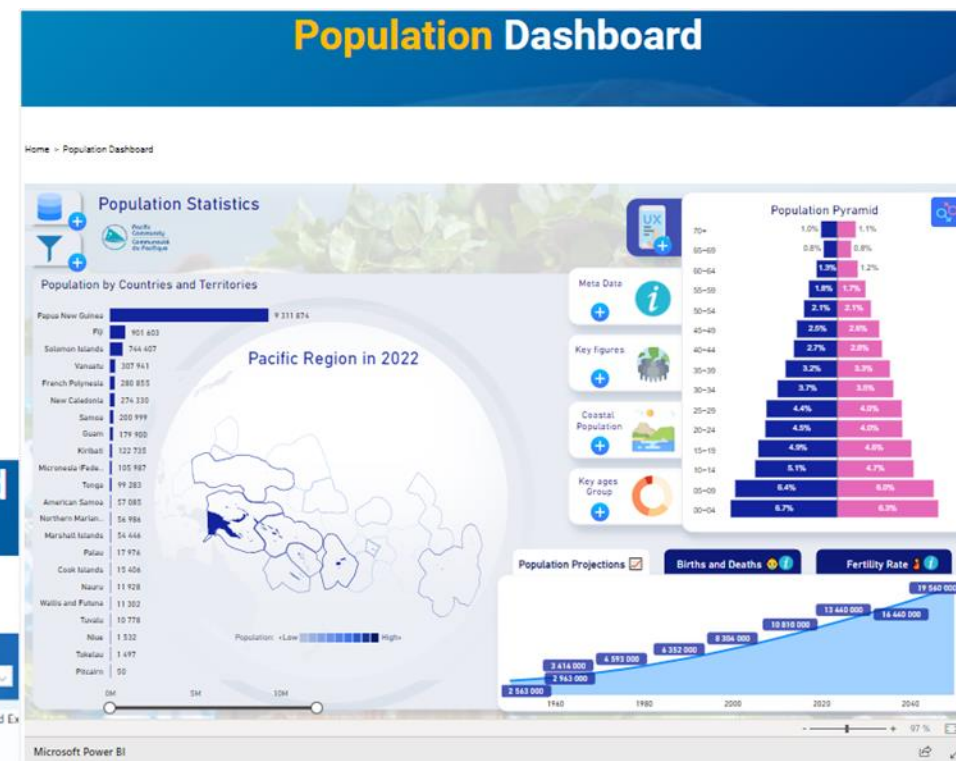 Population Dashboard
Home > Population Dashboard
Population Statistics
Pacific
Community
Communauté
du Pacifique
Population by Countries and Territories
Papua New Guinea 9 311 874
Fiji 901 603
Solomon Islands 744 407
Vanuatu 307 941
French Polynesia 280 855
New Caledonia 274 330
Samoa 200 999
Guam 179 900
Kiribati 122 735
Micronesia (Fede... 105 987
Tonga 99 283
American Samoa 57 085
Northern Marian... 56 986
Marshall Islands 54 446
Palau 17 976
Cook Islands 15 406
Nauru 11 928
Wallis and Futuna 11 302
Tuvalu 10 778
Niue 1 532
Tokelau 1 497
Pitcairn 50
0M 5M 10M
Pacific Region in 2022
Population: <Low High>
UX
Meta Data
Key figures
Coastal
Population
Key ages
Group
Population Pyramid
70+ 1.0% 1.1%
65-69 0.8% 0.8%
60-64 1.3% 1.2%
55-59 1.8% 1.7%
50-54 2.1% 2.1%
45-49 2.5% 2.6%
40-44 2.7% 2.8%
35-39 3.2% 3.3%
30-34 3.7% 3.5%
25-29 4.4% 4.0%
20-24 4.5% 4.0%
15-19 4.9% 4.6%
10-14 5.1% 4.7%
05-09 6.4% 6.0%
00-04 6.7% 6.3%
Population Projections
Births and Deaths
Fertility Rate
2 563 000
2 963 000
3 414 000
4 593 000
6 352 000
8 304 000
10 810 000
13 440 000
16 440 000
19 560 000
1960 1980 2000 2020 2040
97 %
d Ex
Microsoft Power BI